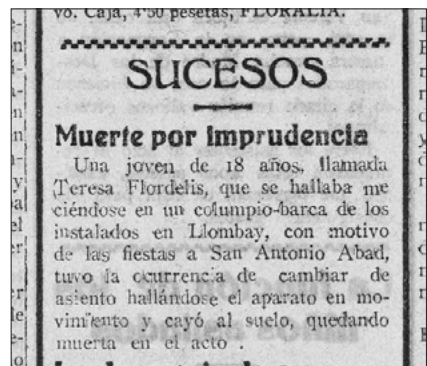 vo. Caja, 4'50 pesetas, FLORALIA.
SUCESOS
Muerte por imprudencia
Una joven de 18 años, llamada
Teresa Flordelis, que se hallaba me
ciéndose en un columpio-barca de los
instalados en Llombay, con motivo
de las fiestas a San Antonio Abad,
tuvo la ocurrencia de cambiar de
asiento hallándose el aparato en mo-
vimiento y cayó al suelo, quedando
muerta en el acto .